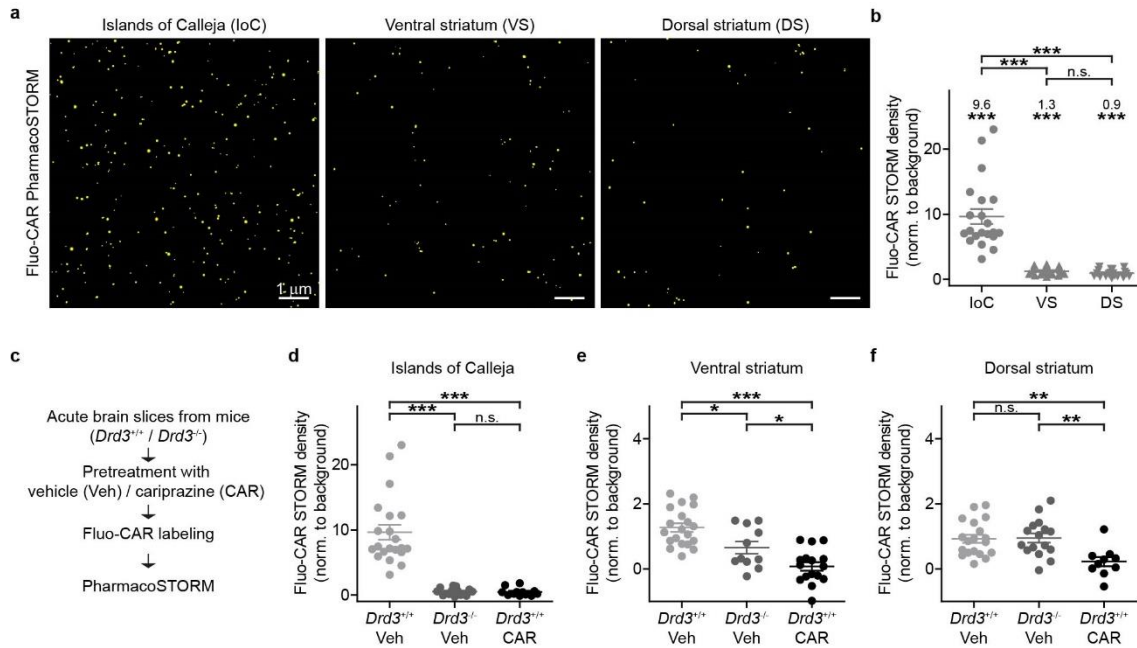 a
Islands of Calleja (IoC)
Ventral striatum (VS)
Dorsal striatum (DS)
Fluo-CAR PharmacoSTORM
1 μm
b
***
***
n.s.
9.6
1.3
0.9
***
***
***
Fluo-CAR STORM density
(norm. to background)
20
10
0
IoC
VS
DS
c
Acute brain slices from mice
(Drd3+/+ / Drd3-/-)
Pretreatment with
vehicle (Veh) / cariprazine (CAR)
Fluo-CAR labeling
PharmacoSTORM
d
Islands of Calleja
***
***
n.s.
Fluo-CAR STORM density
(norm. to background)
20
10
0
Drd3+/+
Veh
Drd3-/-
Veh
Drd3+/+
CAR
e
Ventral striatum
***
*
*
Fluo-CAR STORM density
(norm. to background)
4
2
0
Drd3+/+
Veh
Drd3-/-
Veh
Drd3+/+
CAR
f
Dorsal striatum
**
n.s.
**
Fluo-CAR STORM density
(norm. to background)
4
2
0
Drd3+/+
Veh
Drd3-/-
Veh
Drd3+/+
CAR